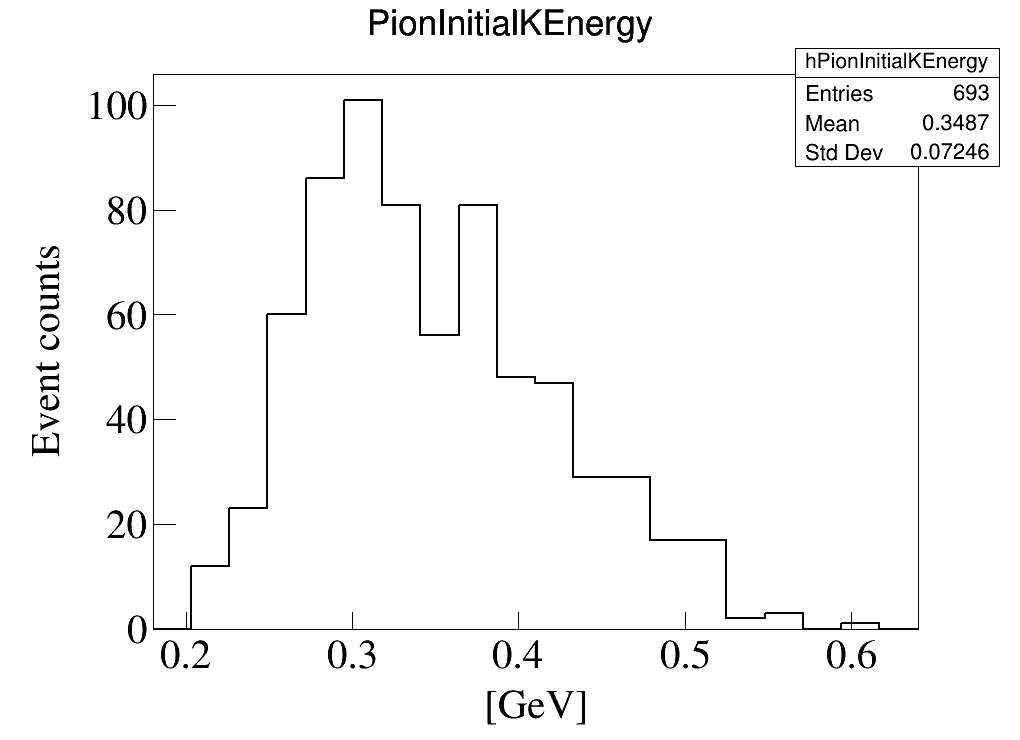 PionInitialKEnergy
hPionInitialKEnergy
Entries 693
Mean 0.3487
Std Dev 0.07246
100
80
60
40
20
0
Event counts
0.2 0.3 0.4 0.5 0.6
[GeV]